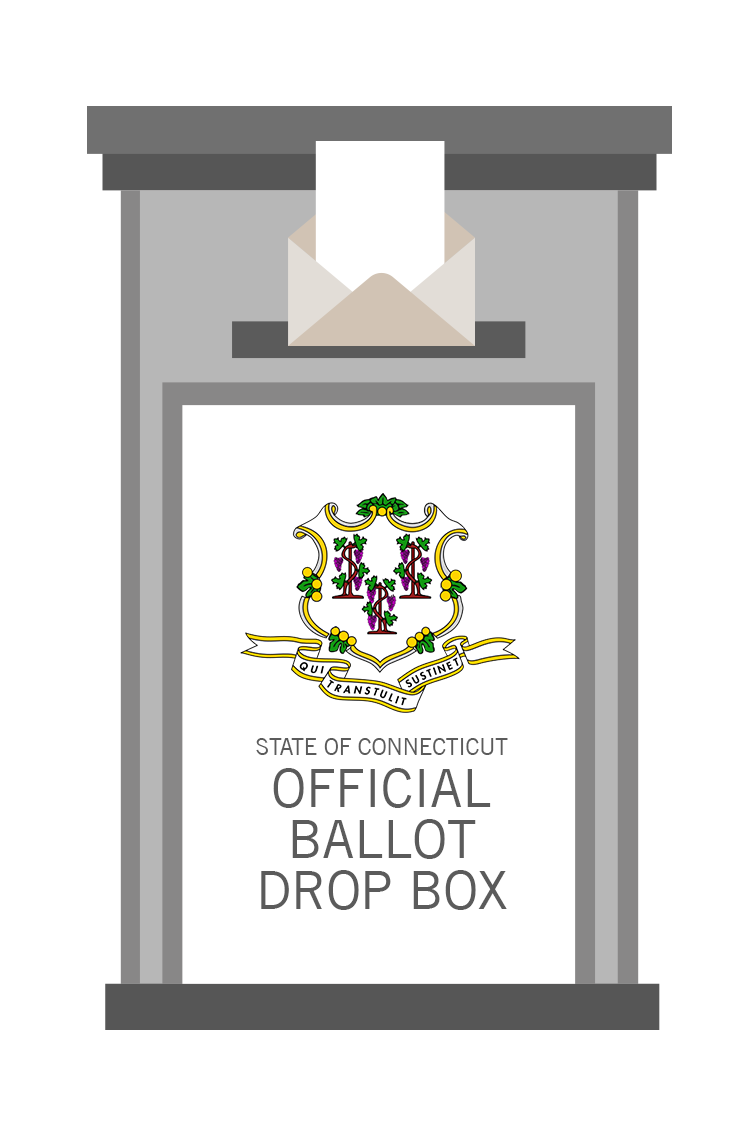 QUI TRANSTULIT SUSTINET
STATE OF CONNECTICUT
OFFICIAL
BALLOT
DROP BOX